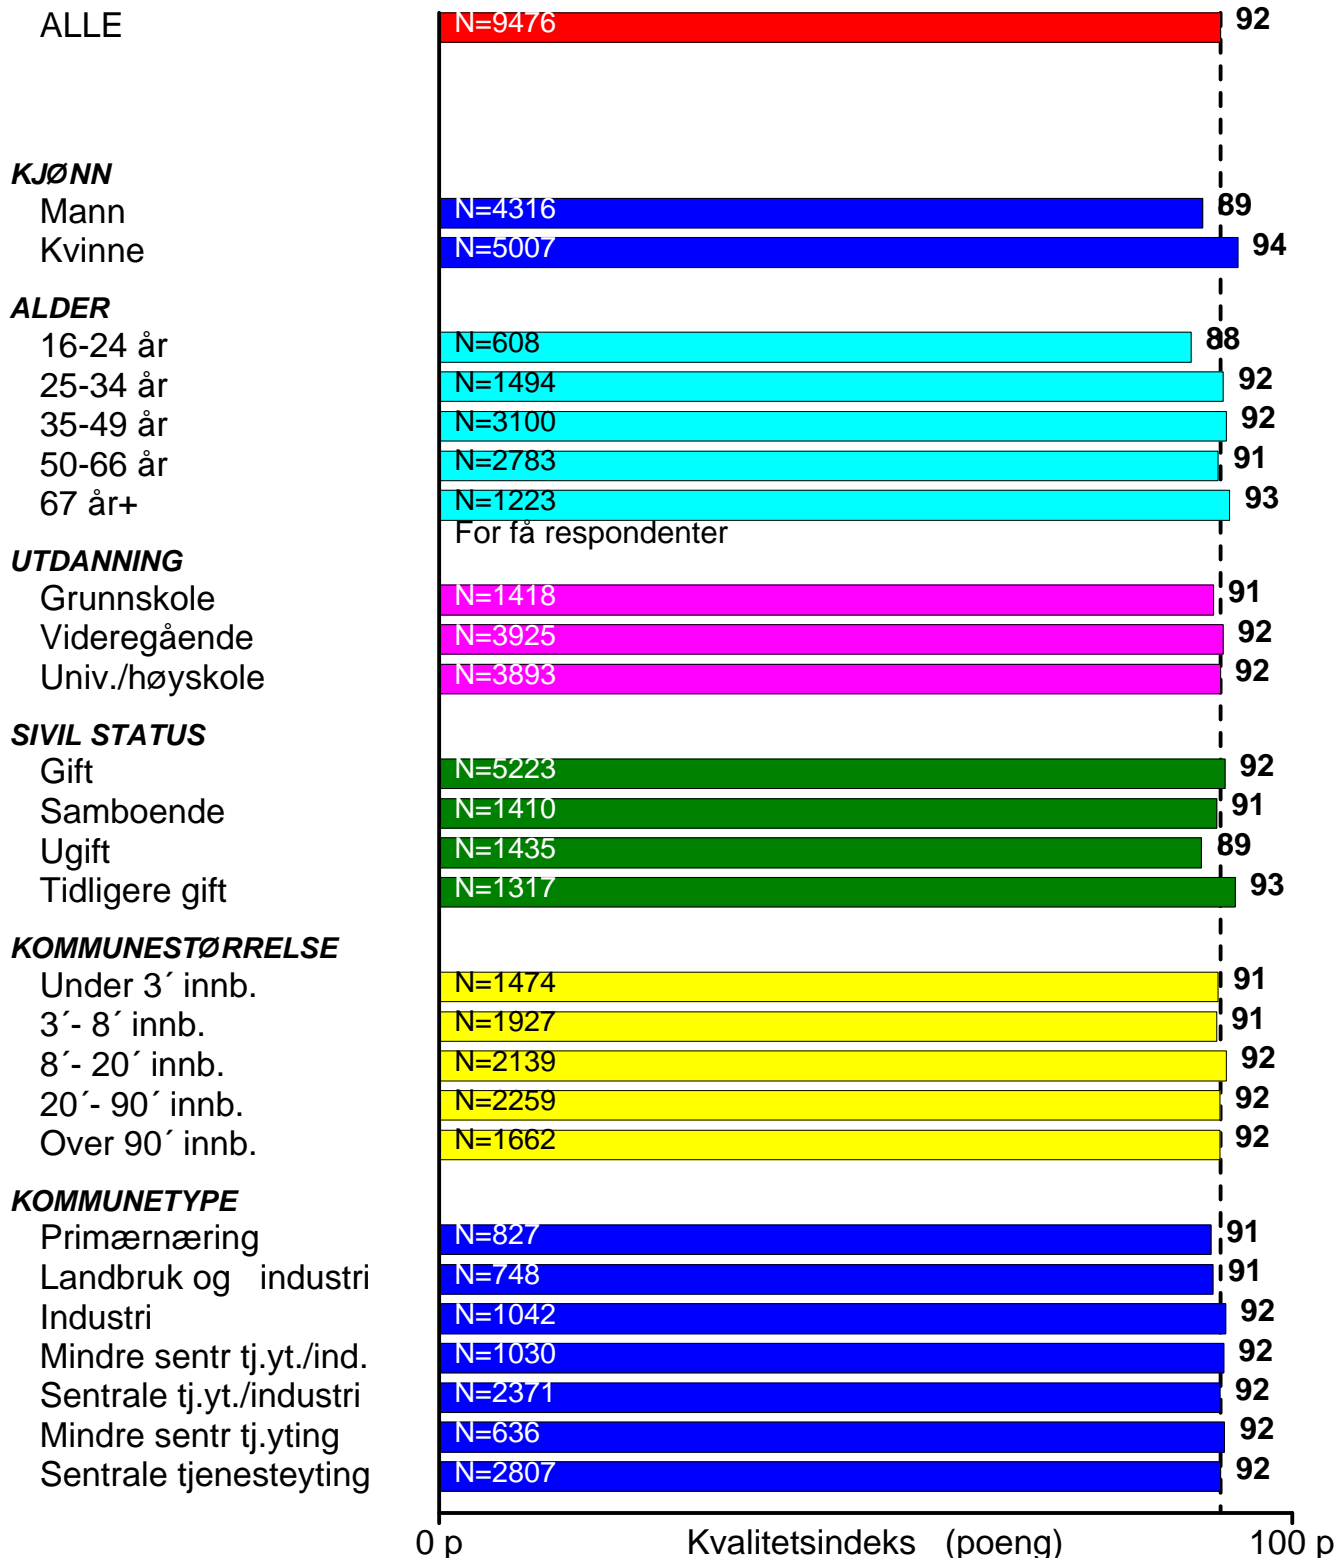 ALLE N=9476 92
KJØNN
Mann N=4316 89
Kvinne N=5007 94
ALDER
16-24 år N=608 88
25-34 år N=1494 92
35-49 år N=3100 92
50-66 år N=2783 91
67 år+ N=1223 93
For få respondenter
UTDANNING
Grunnskole N=1418 91
Videregående N=3925 92
Univ./høyskole N=3893 92
SIVIL STATUS
Gift N=5223 92
Samboende N=1410 91
Ugift N=1435 89
Tidligere gift N=1317 93
KOMMUNESTØRRELSE
Under 3´ innb. N=1474 91
3´- 8´ innb. N=1927 91
8´- 20´ innb. N=2139 92
20´- 90´ innb. N=2259 92
Over 90´ innb. N=1662 92
KOMMUNETYPE
Primærnæring N=827 91
Landbruk og industri N=748 91
Industri N=1042 92
Mindre sentr tj.yt./ind. N=1030 92
Sentrale tj.yt./industri N=2371 92
Mindre sentr tj.yting N=636 92
Sentrale tjenesteyting N=2807 92
0 p Kvalitetsindeks (poeng) 100 p